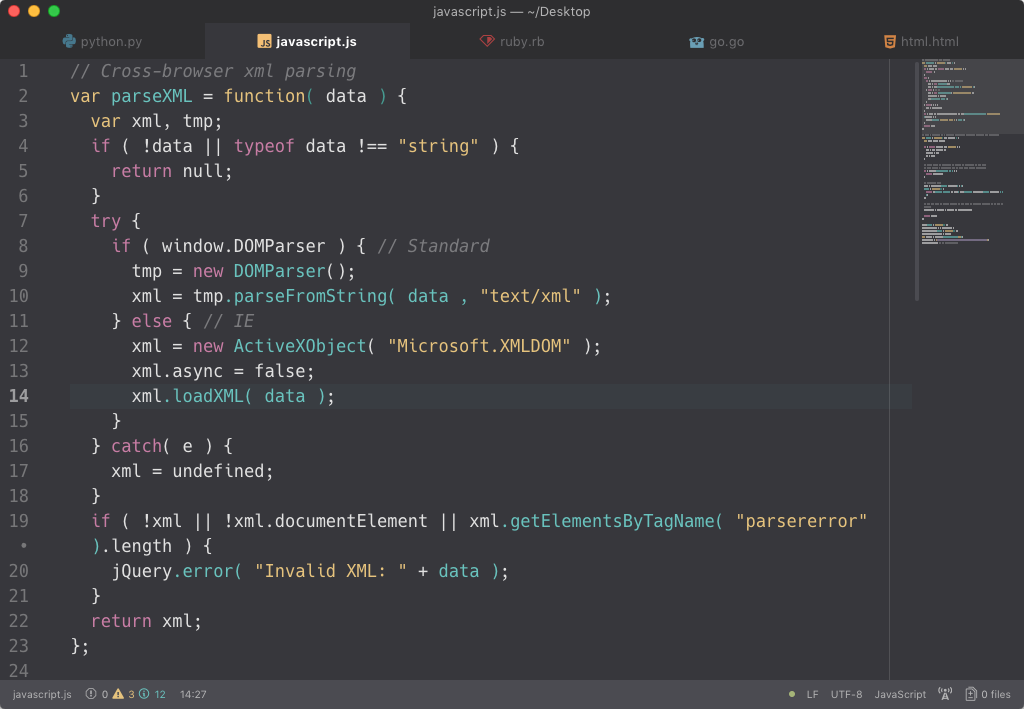 javascript.js — ~/Desktop
python.py javascript.js ruby.rb go.go html.html
1 // Cross-browser xml parsing
2 var parseXML = function( data ) {
3 var xml, tmp;
4 if ( !data || typeof data !== "string" ) {
5 return null;
6 }
7 try {
8 if ( window.DOMParser ) { // Standard
9 tmp = new DOMParser();
10 xml = tmp.parseFromString( data , "text/xml" );
11 } else { // IE
12 xml = new ActiveXObject( "Microsoft.XMLDOM" );
13 xml.async = false;
14 xml.loadXML( data );
15 }
16 } catch( e ) {
17 xml = undefined;
18 }
19 if ( !xml || !xml.documentElement || xml.getElementsByTagName( "parsererror"
• ).length ) {
20 jQuery.error( "Invalid XML: " + data );
21 }
22 return xml;
23 };
24
javascript.js 0 3 12 14:27 LF UTF-8 JavaScript 0 files